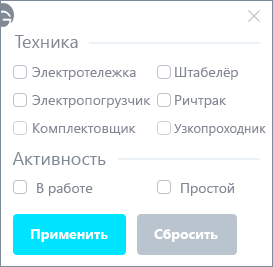 Техника
Электротележка Штабелёр
Электропогрузчик Ричтрак
Комплектовщик Узкопроходник
Активность
В работе Простой
Применить Сбросить